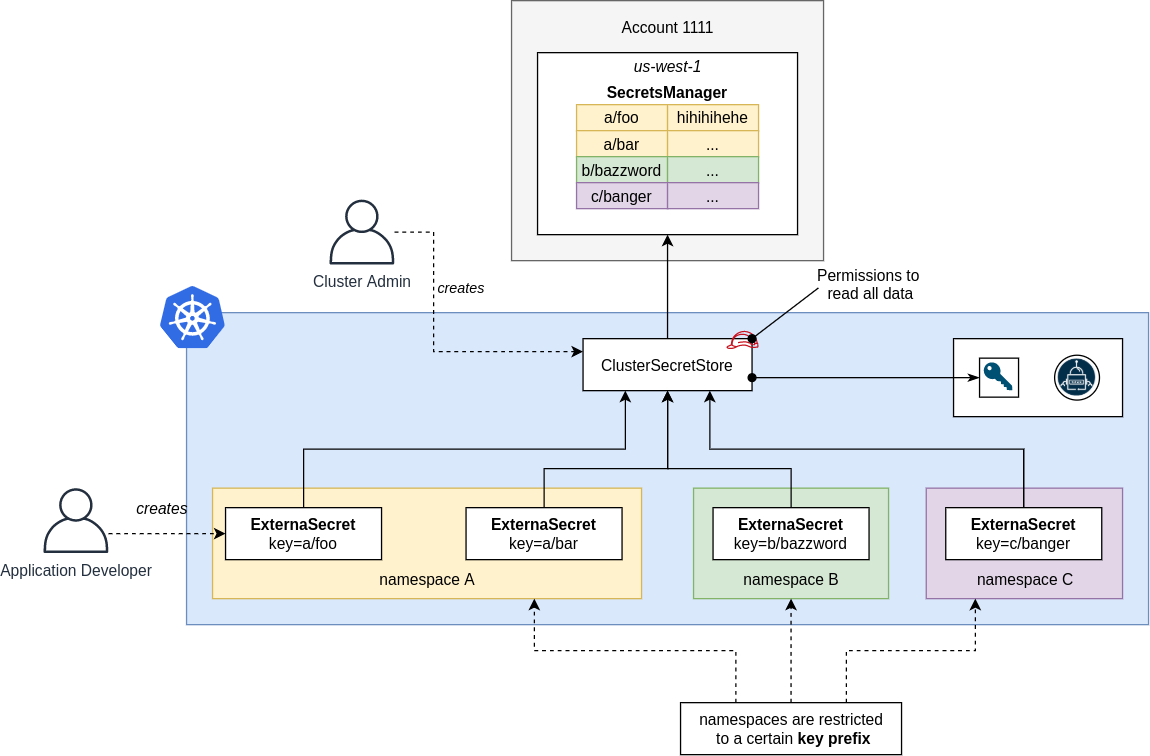 Account 1111
us-west-1
SecretsManager
a/foo hihihihehe
a/bar ...
b/bazzword ...
c/banger ...
Cluster Admin
creates
Permissions to
read all data
ClusterSecretStore
creates
Application Developer
ExternaSecret
key=a/foo
ExternaSecret
key=a/bar
namespace A
ExternaSecret
key=b/bazzword
namespace B
ExternaSecret
key=c/banger
namespace C
namespaces are restricted
to a certain key prefix